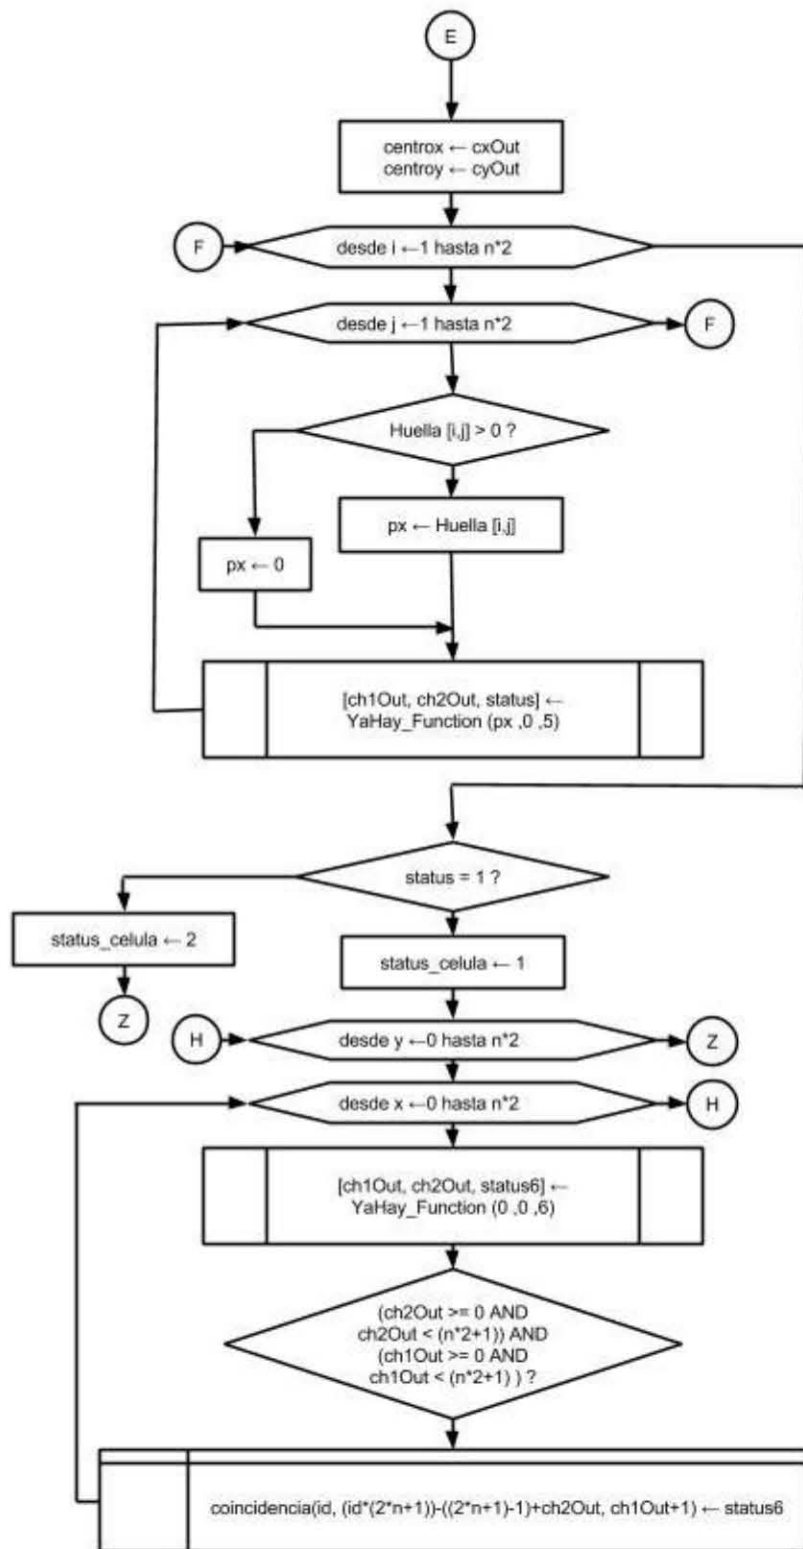 E
centrox ← cxOut
centroy ← cyOut
F
desde i ←1 hasta n*2
desde j ←1 hasta n*2
F
Huella [i,j] > 0 ?
px ← Huella [i,j]
px ← 0
[ch1Out, ch2Out, status] ←
YaHay_Function (px ,0 ,5)
status = 1 ?
status_celula ← 2
status_celula ← 1
Z
H
desde y ←0 hasta n*2
Z
desde x ←0 hasta n*2
H
[ch1Out, ch2Out, status6] ←
YaHay_Function (0 ,0 ,6)
(ch2Out >= 0 AND
ch2Out < (n*2+1)) AND
(ch1Out >= 0 AND
ch1Out < (n*2+1) ) ?
coincidencia(id, (id*(2*n+1))-((2*n+1)-1)+ch2Out, ch1Out+1) ← status6